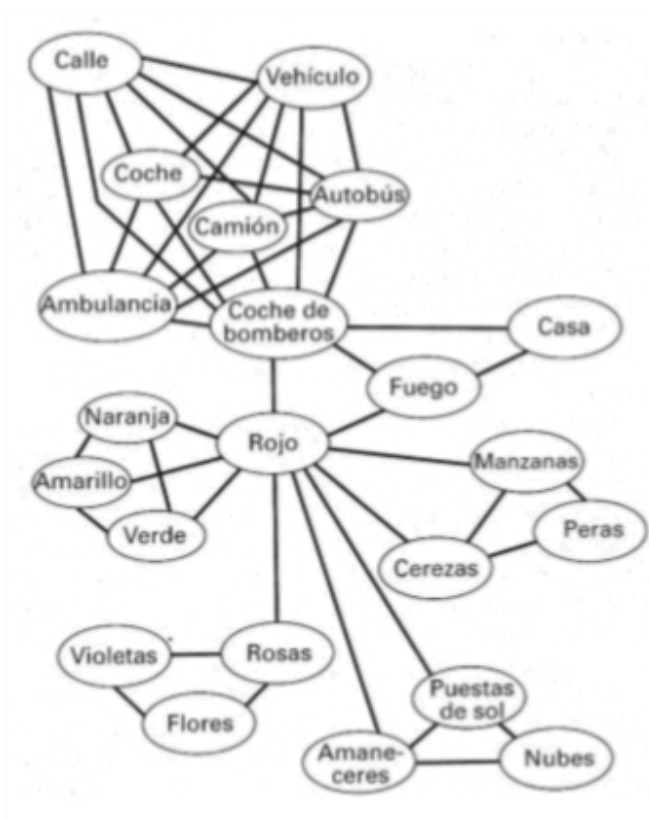 Calle
Vehículo
Coche
Autobús
Camión
Ambulancia
Coche de
bomberos
Casa
Fuego
Naranja
Rojo
Manzanas
Amarillo
Peras
Verde
Cerezas
Violetas
Rosas
Puestas
de sol
Flores
Amane-
ceres
Nubes